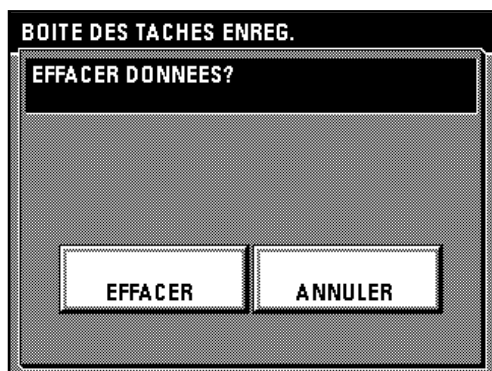 BOITE DES TACHES ENREG.
EFFACER DONNEES?
EFFACER
ANNULER